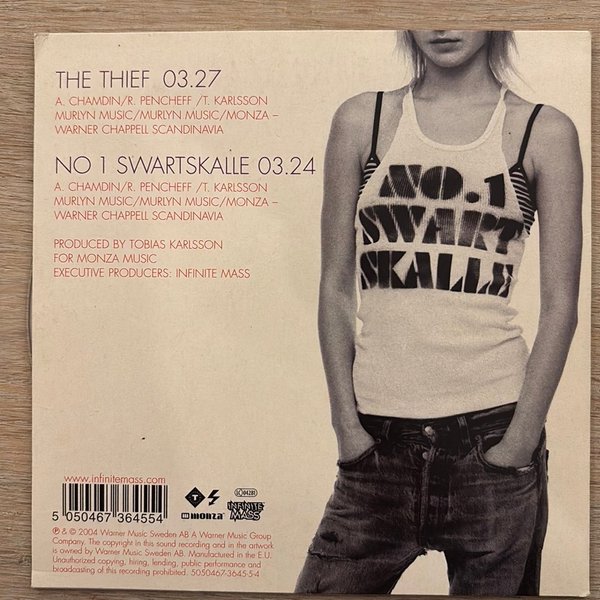 THE THIEF 03.27
A. CHAMDIN/R. PENCHEFF /T. KARLSSON
MURLYN MUSIC/MURLYN MUSIC/MONZA –
WARNER CHAPPELL SCANDINAVIA
NO 1 SWARTSKALLE 03.24
A. CHAMDIN/R. PENCHEFF /T. KARLSSON
MURLYN MUSIC/MURLYN MUSIC/MONZA –
WARNER CHAPPELL SCANDINAVIA
PRODUCED BY TOBIAS KARLSSON
FOR MONZA MUSIC
EXECUTIVE PRODUCERS: INFINITE MASS
NO.1
SWART
SKALLE
www.infinitemass.com
5 050467 364554
T
monza
INFINITE
MASS
℗ & © 2004 Warner Music Sweden AB A Warner Music Group
Company. The copyright in this sound recording and in the artwork
is owned by Warner Music Sweden AB. Manufactured in the E.U.
Unauthorized copying, hiring, lending, public performance and
broadcasting of this recording prohibited. 5050467-3645-5-4